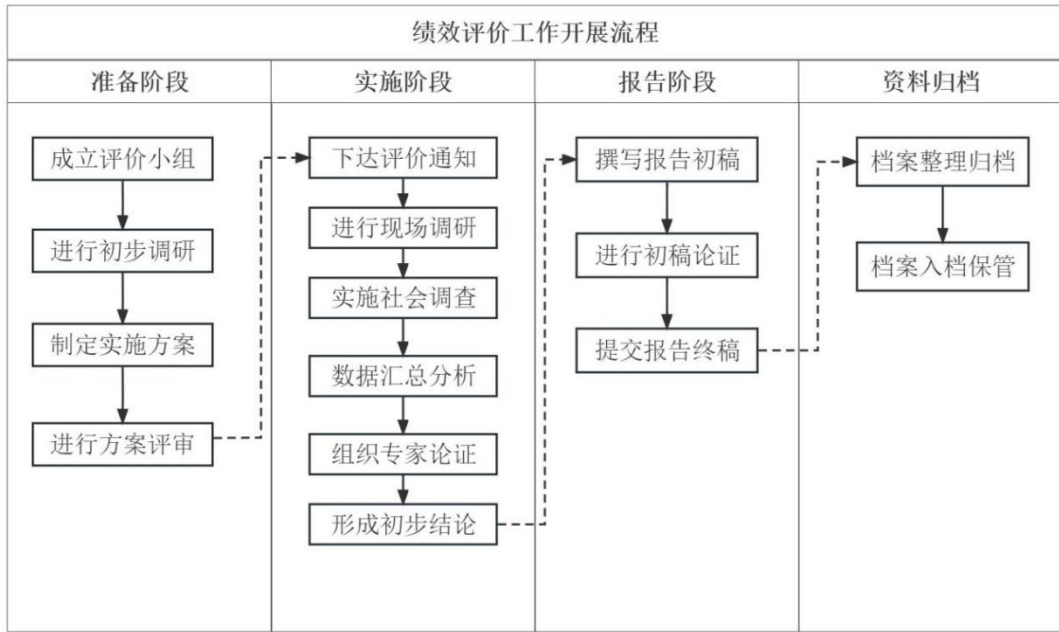 绩效评价工作开展流程
准备阶段
实施阶段
报告阶段
资料归档
成立评价小组
进行初步调研
制定实施方案
进行方案评审
下达评价通知
进行现场调研
实施社会调查
数据汇总分析
组织专家论证
形成初步结论
撰写报告初稿
进行初稿论证
提交报告终稿
档案整理归档
档案入档保管